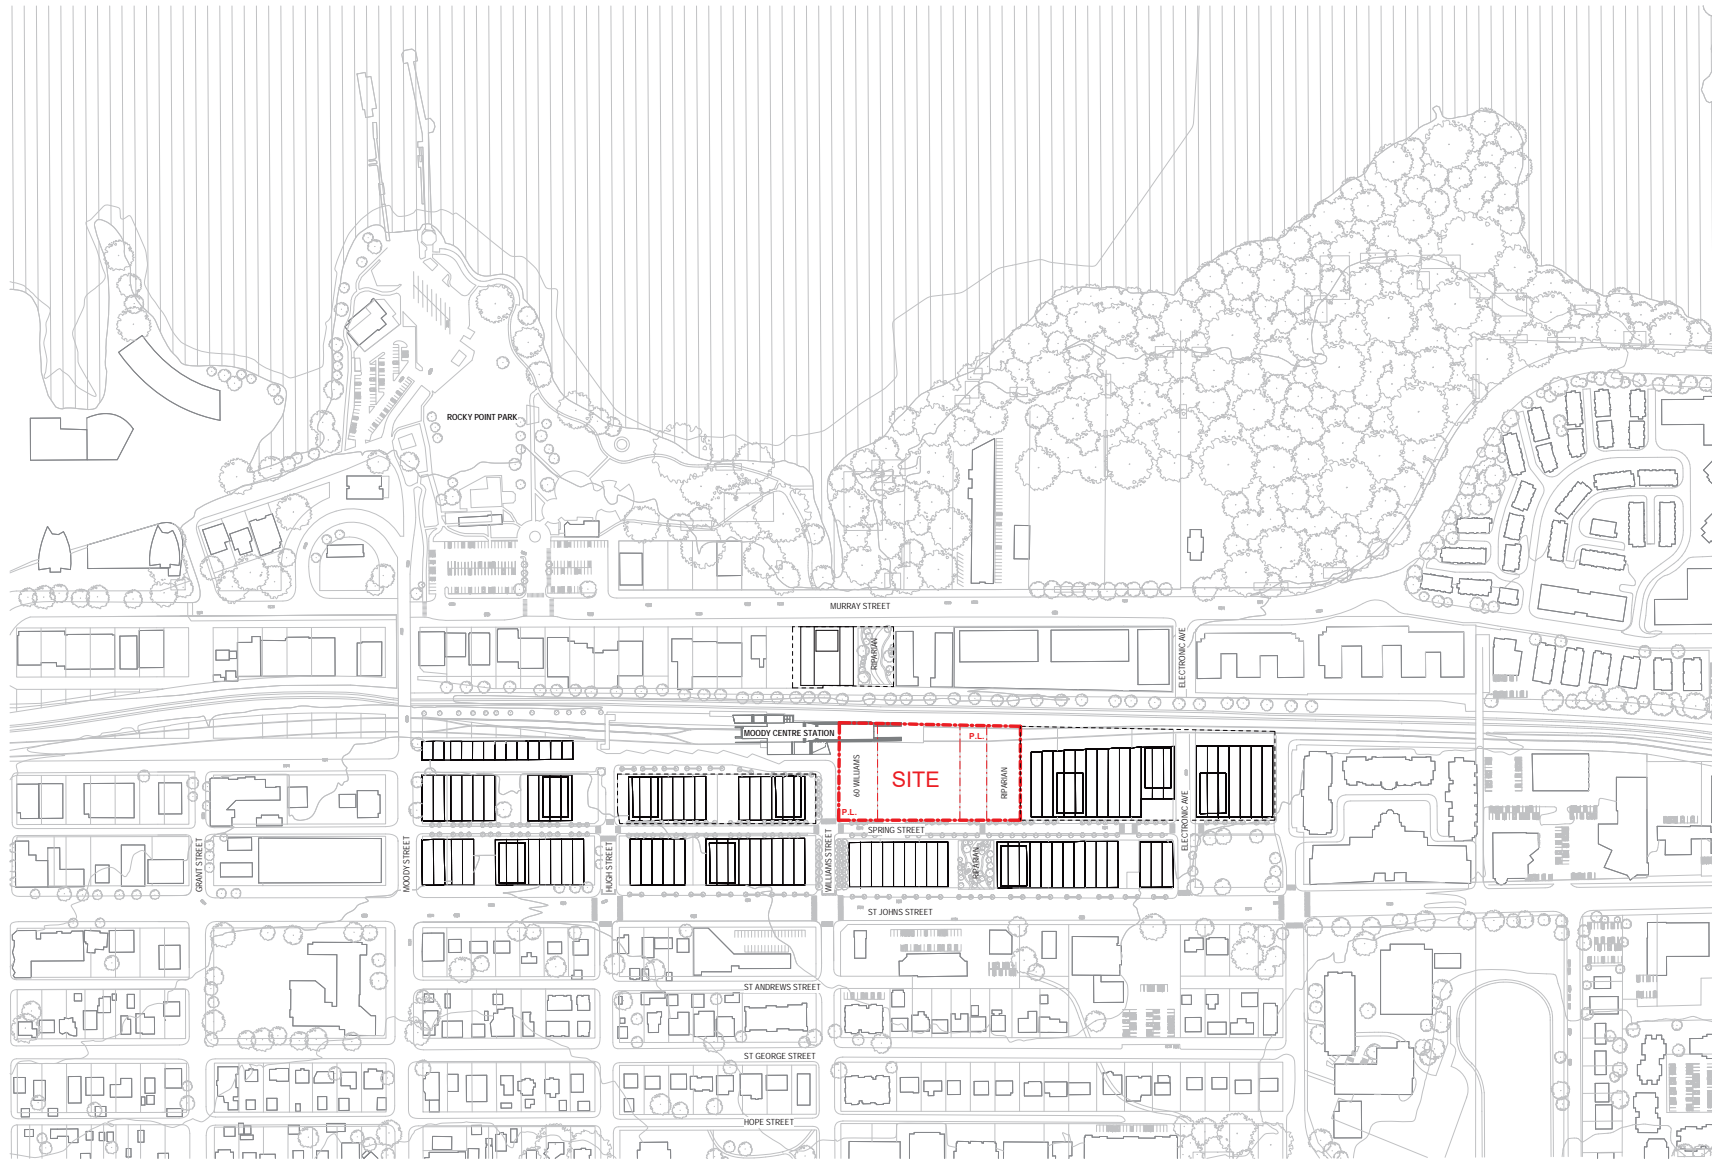 ROCKY POINT PARK
MURRAY STREET
RIPARIAN
ELECTRONIC AVE
MOODY CENTRE STATION
P.L.
60 WILLIAMS
SITE
RIPARIAN
P.L.
ELECTRONIC AVE
SPRING STREET
GRANT STREET
MOODY STREET
HUGH STREET
WILLIAMS STREET
RIPARIAN
ST JOHNS STREET
ST ANDREWS STREET
ST GEORGE STREET
HOPE STREET